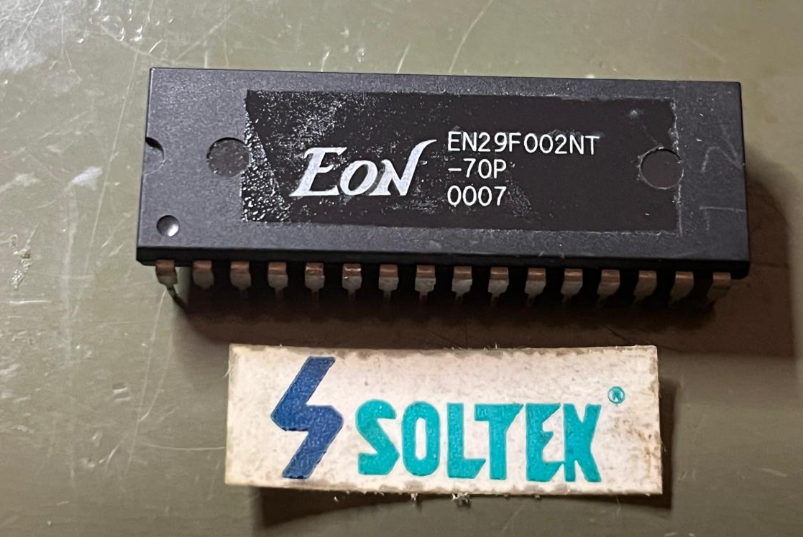 EON
EN29F002NT
-70P
0007
SOLTEK®